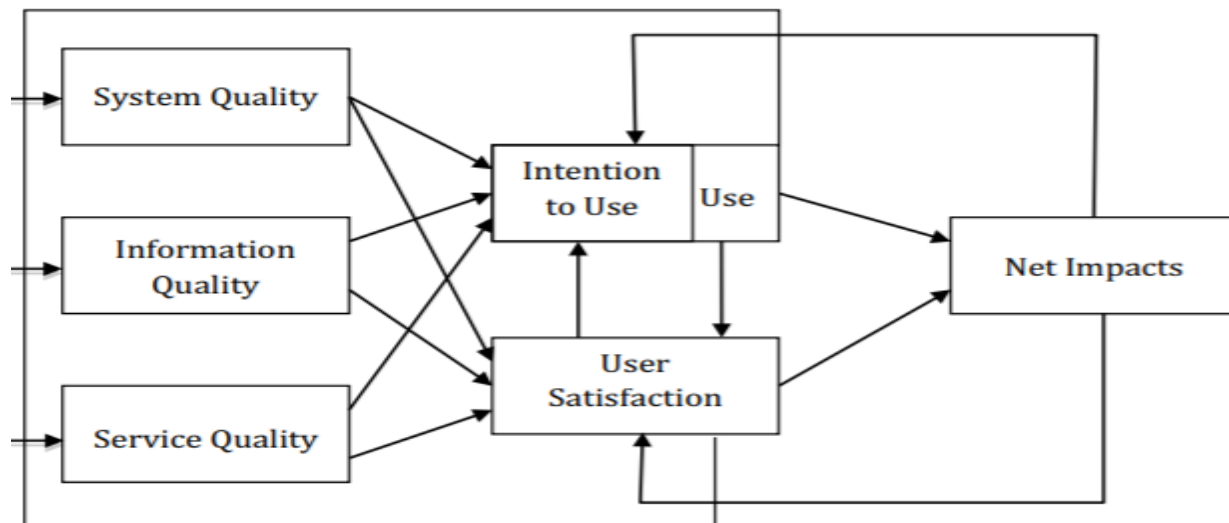 System Quality
Intention
to Use
Use
Information
Quality
Net Impacts
User
Satisfaction
Service Quality